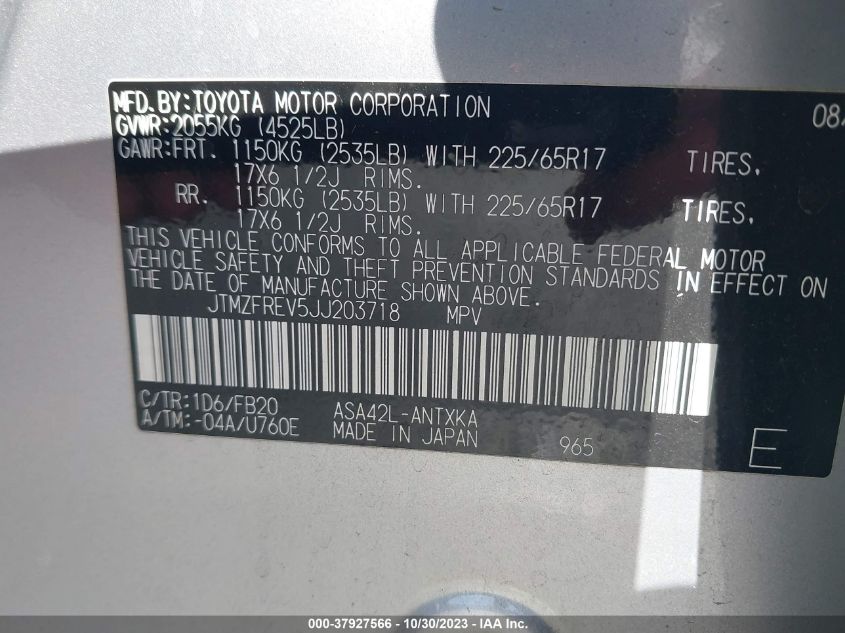 MFD.BY:TOYOTA MOTOR CORPORATION 08
GVWR:2055KG (4525LB)
GAWR:FRT. 1150KG (2535LB) WITH 225/65R17 TIRES.
17X6 1/2J RIMS.
RR. 1150KG (2535LB) WITH 225/65R17 TIRES.
17X6 1/2J RIMS.
THIS VEHICLE CONFORMS TO ALL APPLICABLE FEDERAL MOTOR
VEHICLE SAFETY AND THEFT PREVENTION STANDARDS IN EFFECT ON
THE DATE OF MANUFACTURE SHOWN ABOVE.
JTMZFREV5JJ203718 MPV
C/TR:1D6/FB20 ASA42L-ANTXKA
A/TM:-04A/U760E MADE IN JAPAN 965 E
000-37927566 - 10/30/2023 - IAA Inc.